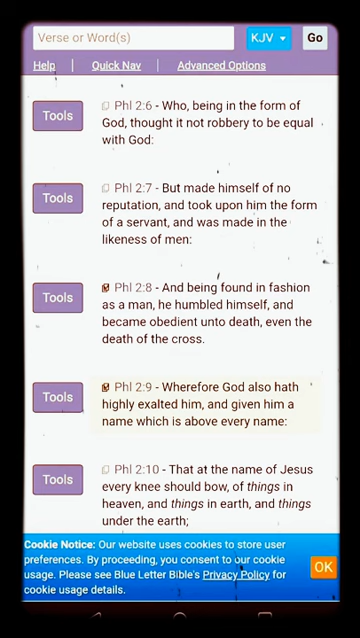 Verse or Word(s) KJV Go
Help | Quick Nav | Advanced Options
Tools
Phl 2:6 - Who, being in the form of
God, thought it not robbery to be equal
with God:
Tools
Phl 2:7 - But made himself of no
reputation, and took upon him the form
of a servant, and was made in the
likeness of men:
Tools
Phl 2:8 - And being found in fashion
as a man, he humbled himself, and
became obedient unto death, even the
death of the cross.
Tools
Phl 2:9 - Wherefore God also hath
highly exalted him, and given him a
name which is above every name:
Tools
Phl 2:10 - That at the name of Jesus
every knee should bow, of things in
heaven, and things in earth, and things
under the earth;
Cookie Notice: Our website uses cookies to store user
preferences. By proceeding, you consent to our cookie
usage. Please see Blue Letter Bible's Privacy Policy for
cookie usage details.
OK